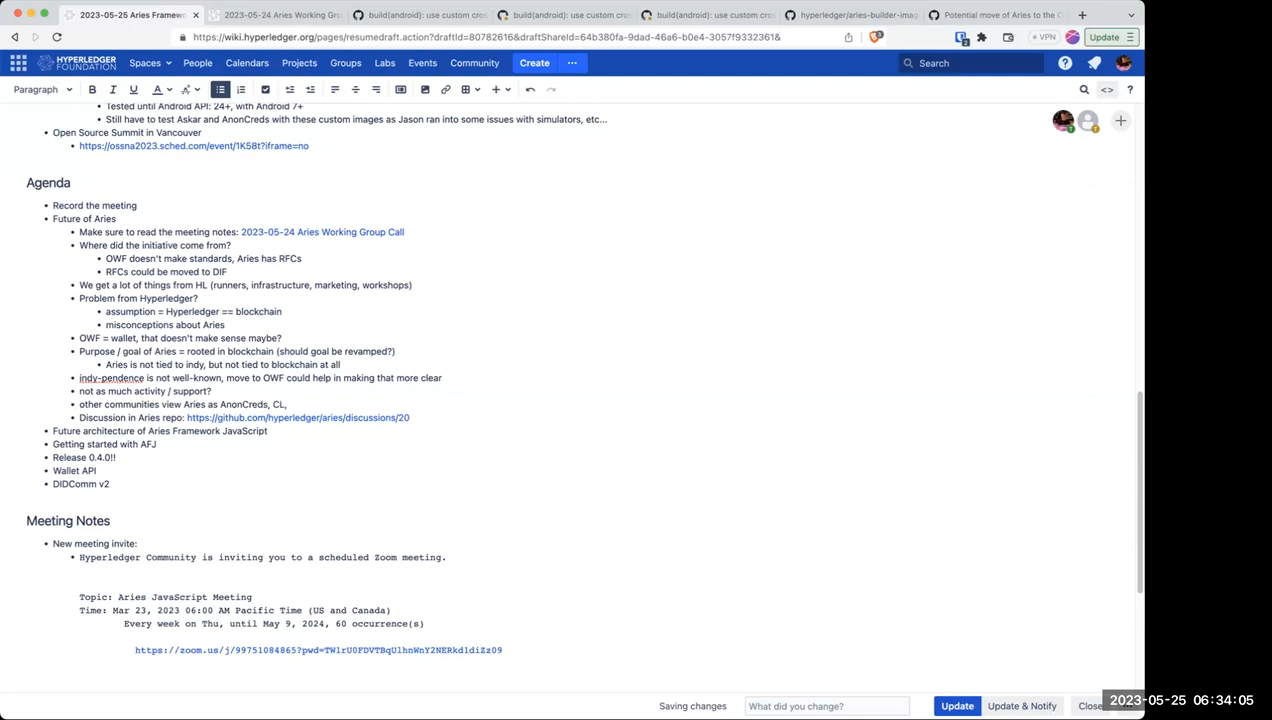 2023-05-25 Aries Framewo
2023-05-24 Aries Working Gro
build(android): use custom cros
build(android): use custom cros
build(android): use custom cros
hyperledger/aries-builder-imag
Potential move of Aries to the O
https://wiki.hyperledger.org/pages/resumedraft.action?draftId=80782616&draftShareId=64b380fa-9dad-46a6-b0e4-3057f9332361&
VPN
Update
HYPERLEDGER FOUNDATION
Spaces
People
Calendars
Projects
Groups
Labs
Events
Community
Create
Search
Paragraph
Tested until Android API: 24+, with Android 7+
Still have to test Askar and AnonCreds with these custom images as Jason ran into some issues with simulators, etc...
Open Source Summit in Vancouver
https://ossna2023.sched.com/event/1K58t?iframe=no
Agenda
Record the meeting
Future of Aries
Make sure to read the meeting notes: 2023-05-24 Aries Working Group Call
Where did the initiative come from?
OWF doesn't make standards, Aries has RFCs
RFCs could be moved to DIF
We get a lot of things from HL (runners, infrastructure, marketing, workshops)
Problem from Hyperledger?
assumption = Hyperledger == blockchain
misconceptions about Aries
OWF = wallet, that doesn't make sense maybe?
Purpose / goal of Aries = rooted in blockchain (should goal be revamped?)
Aries is not tied to indy, but not tied to blockchain at all
indy-pendence is not well-known, move to OWF could help in making that more clear
not as much activity / support?
other communities view Aries as AnonCreds, CL,
Discussion in Aries repo: https://github.com/hyperledger/aries/discussions/20
Future architecture of Aries Framework JavaScript
Getting started with AFJ
Release 0.4.0!!
Wallet API
DIDComm v2
Meeting Notes
New meeting invite:
Hyperledger Community is inviting you to a scheduled Zoom meeting.
Topic: Aries JavaScript Meeting
Time: Mar 23, 2023 06:00 AM Pacific Time (US and Canada)
Every week on Thu, until May 9, 2024, 60 occurrence(s)
https://zoom.us/j/99751084865?pwd=TW1rU0FDVTBqUlhnWnY2NERkd1diZz09
Saving changes
What did you change?
Update
Update & Notify
Close
2023-05-25 06:34:05